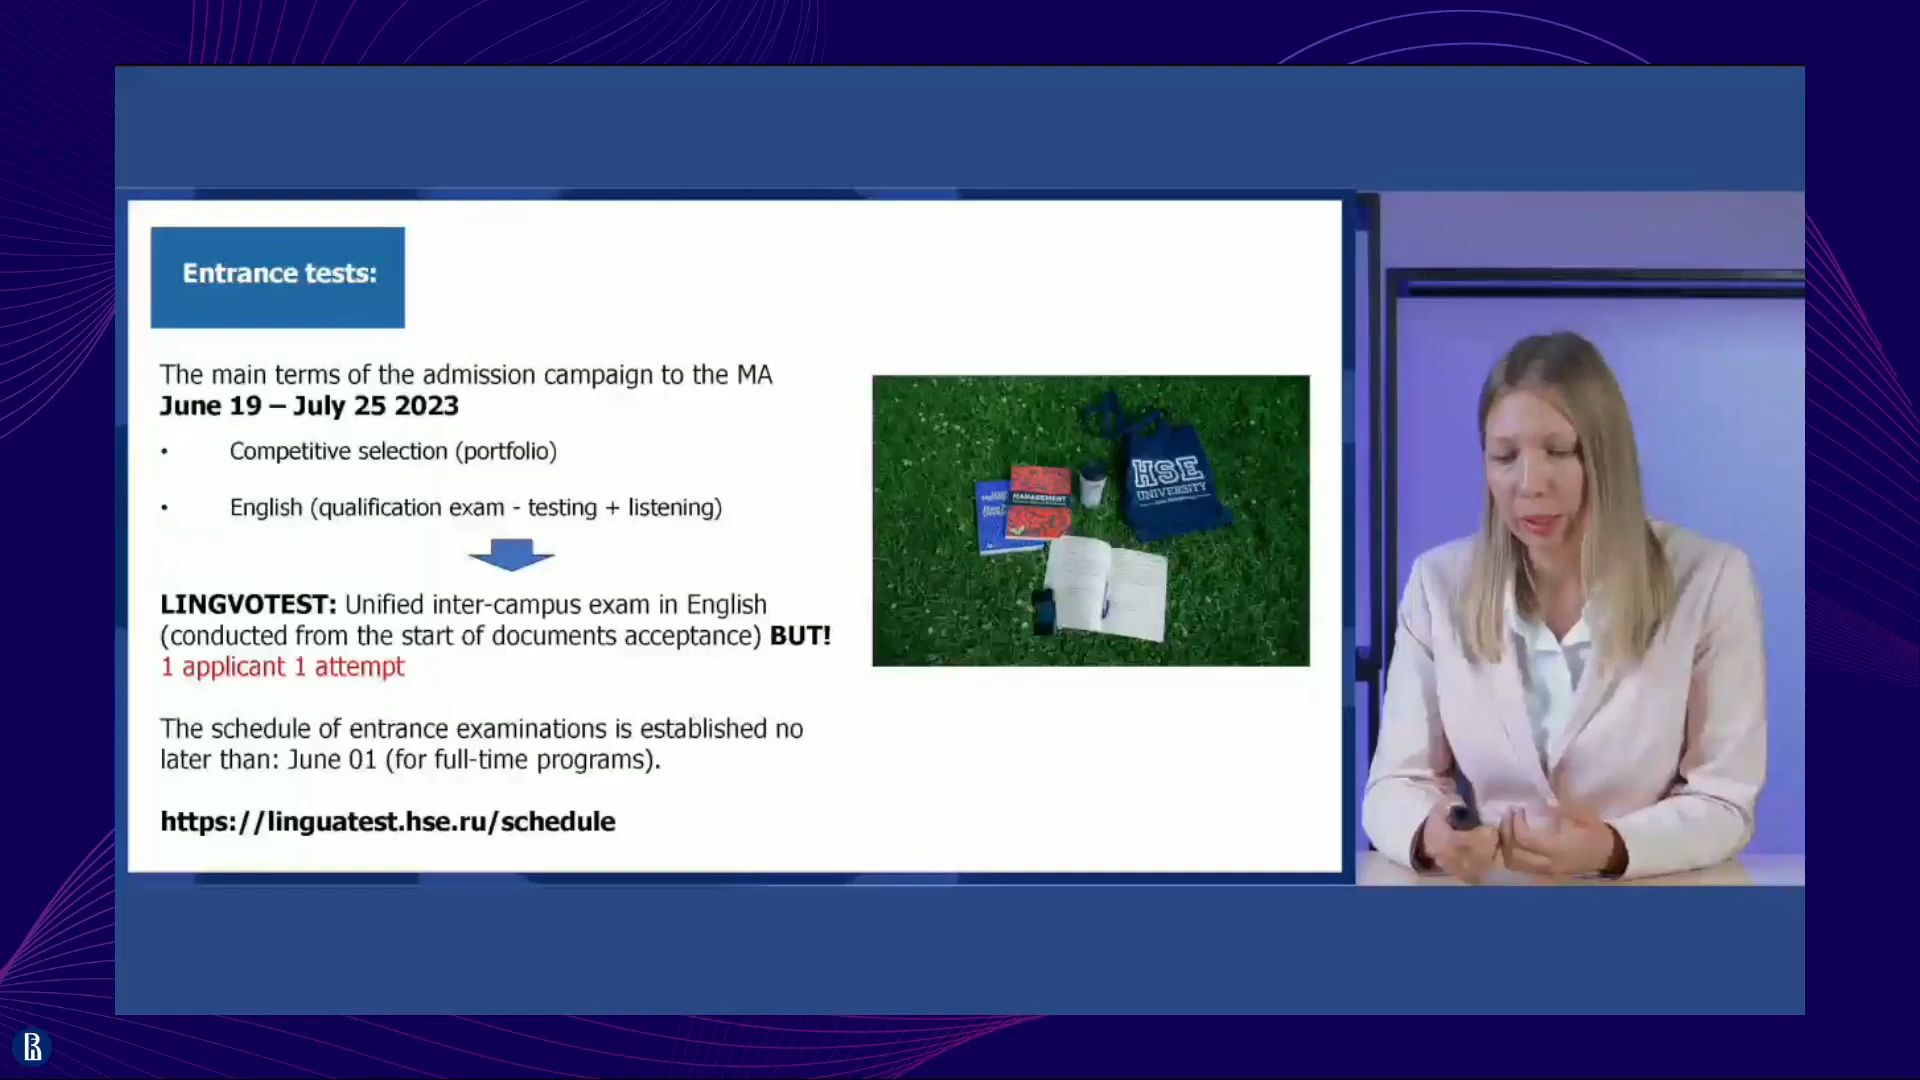 Entrance tests:
The main terms of the admission campaign to the MA
June 19 – July 25 2023
• Competitive selection (portfolio)
• English (qualification exam - testing + listening)
LINGVOTEST: Unified inter-campus exam in English
(conducted from the start of documents acceptance) BUT!
1 applicant 1 attempt
The schedule of entrance examinations is established no
later than: June 01 (for full-time programs).
https://linguatest.hse.ru/schedule
HSE
UNIVERSITY
MANAGEMENT